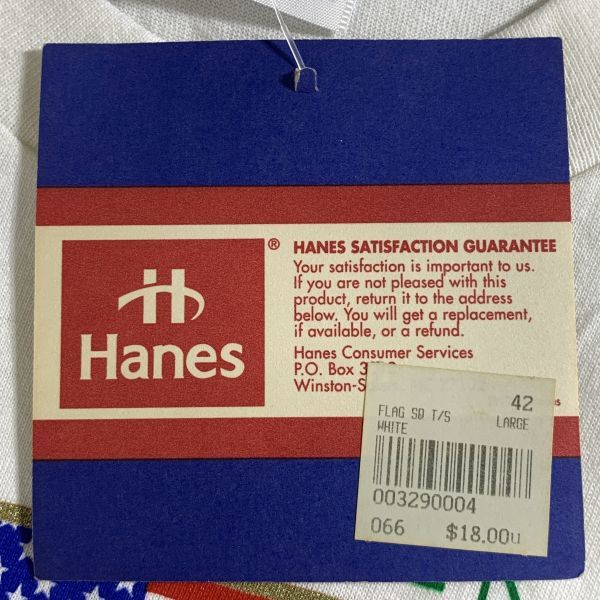 ®
HANES SATISFACTION GUARANTEE
Your satisfaction is important to us.
If you are not pleased with this
product, return it to the address
below. You will get a replacement,
if available, or a refund.
Hanes Consumer Services
P.O. Box
Winston-S
H
Hanes
42
FLAG SQ T/S LARGE
WHITE
003290004
066 $18.00u